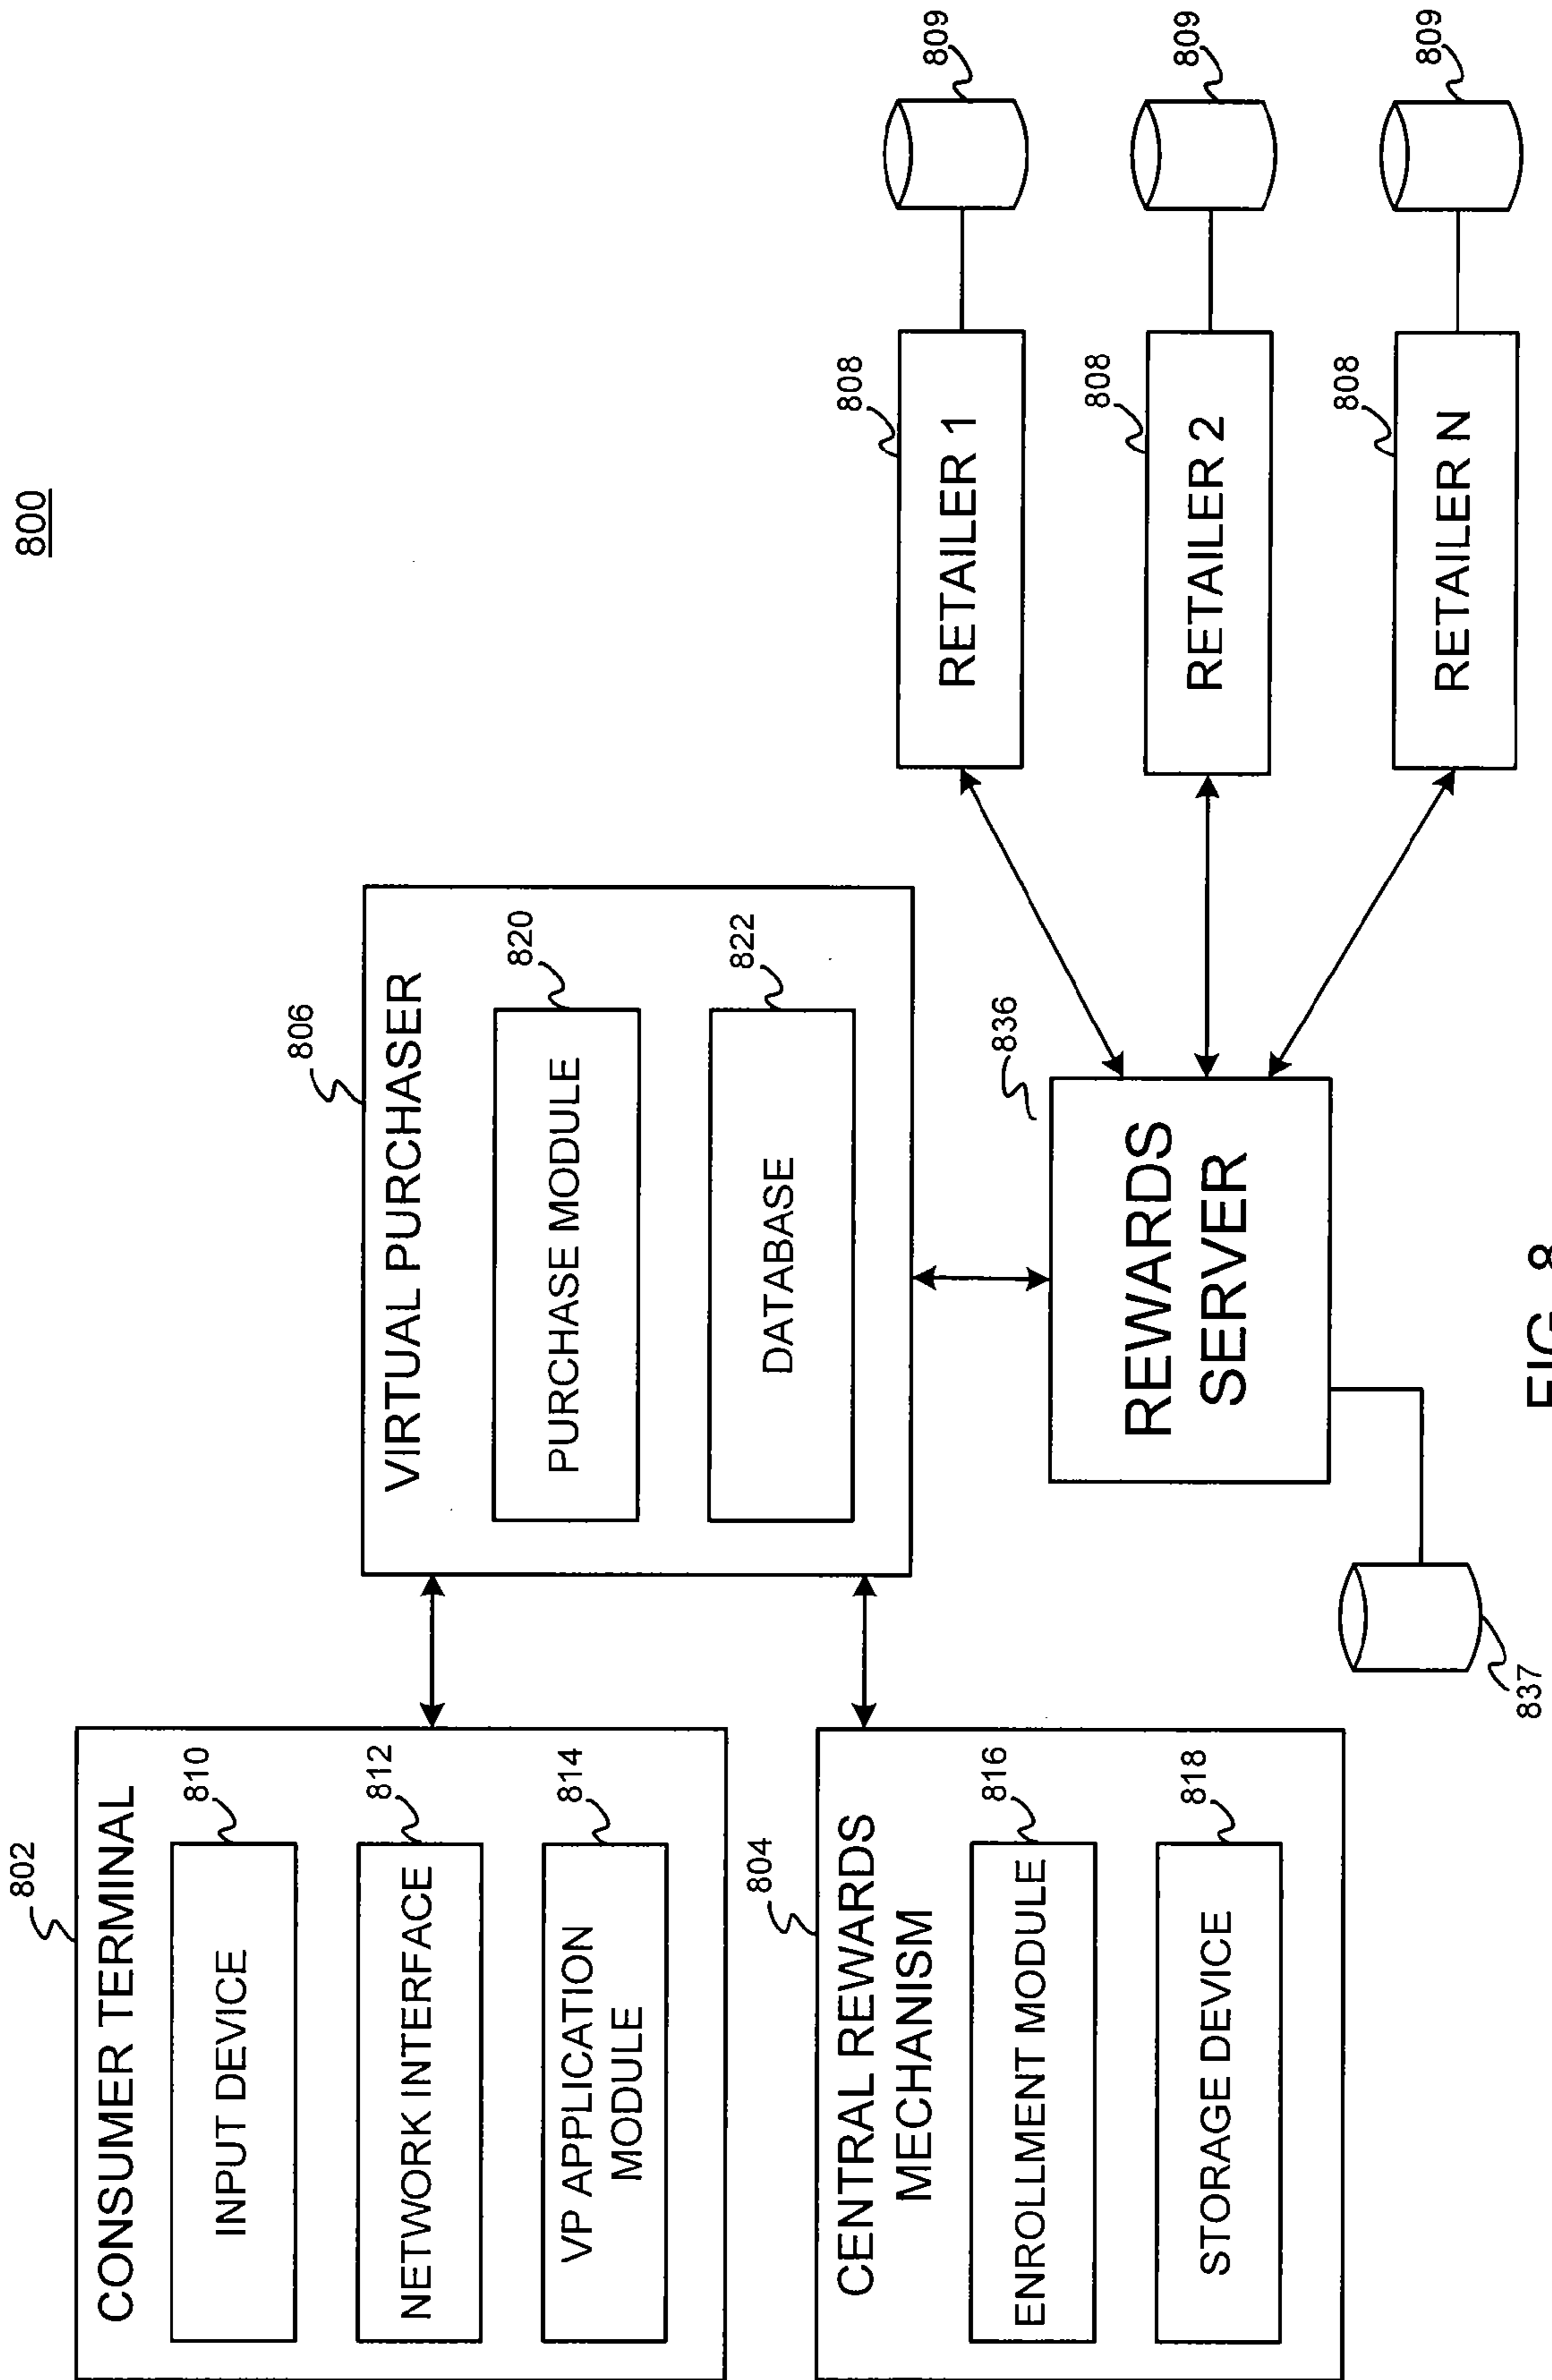 800
802
CONSUMER TERMINAL
810
INPUT DEVICE
812
NETWORK INTERFACE
814
VP APPLICATION
MODULE
804
CENTRAL REWARDS
MECHANISM
816
ENROLLMENT MODULE
818
STORAGE DEVICE
806
VIRTUAL PURCHASER
820
PURCHASE MODULE
822
DATABASE
836
REWARDS
SERVER
837
808
RETAILER 1
809
808
RETAILER 2
809
808
RETAILER N
809
FIG. 8